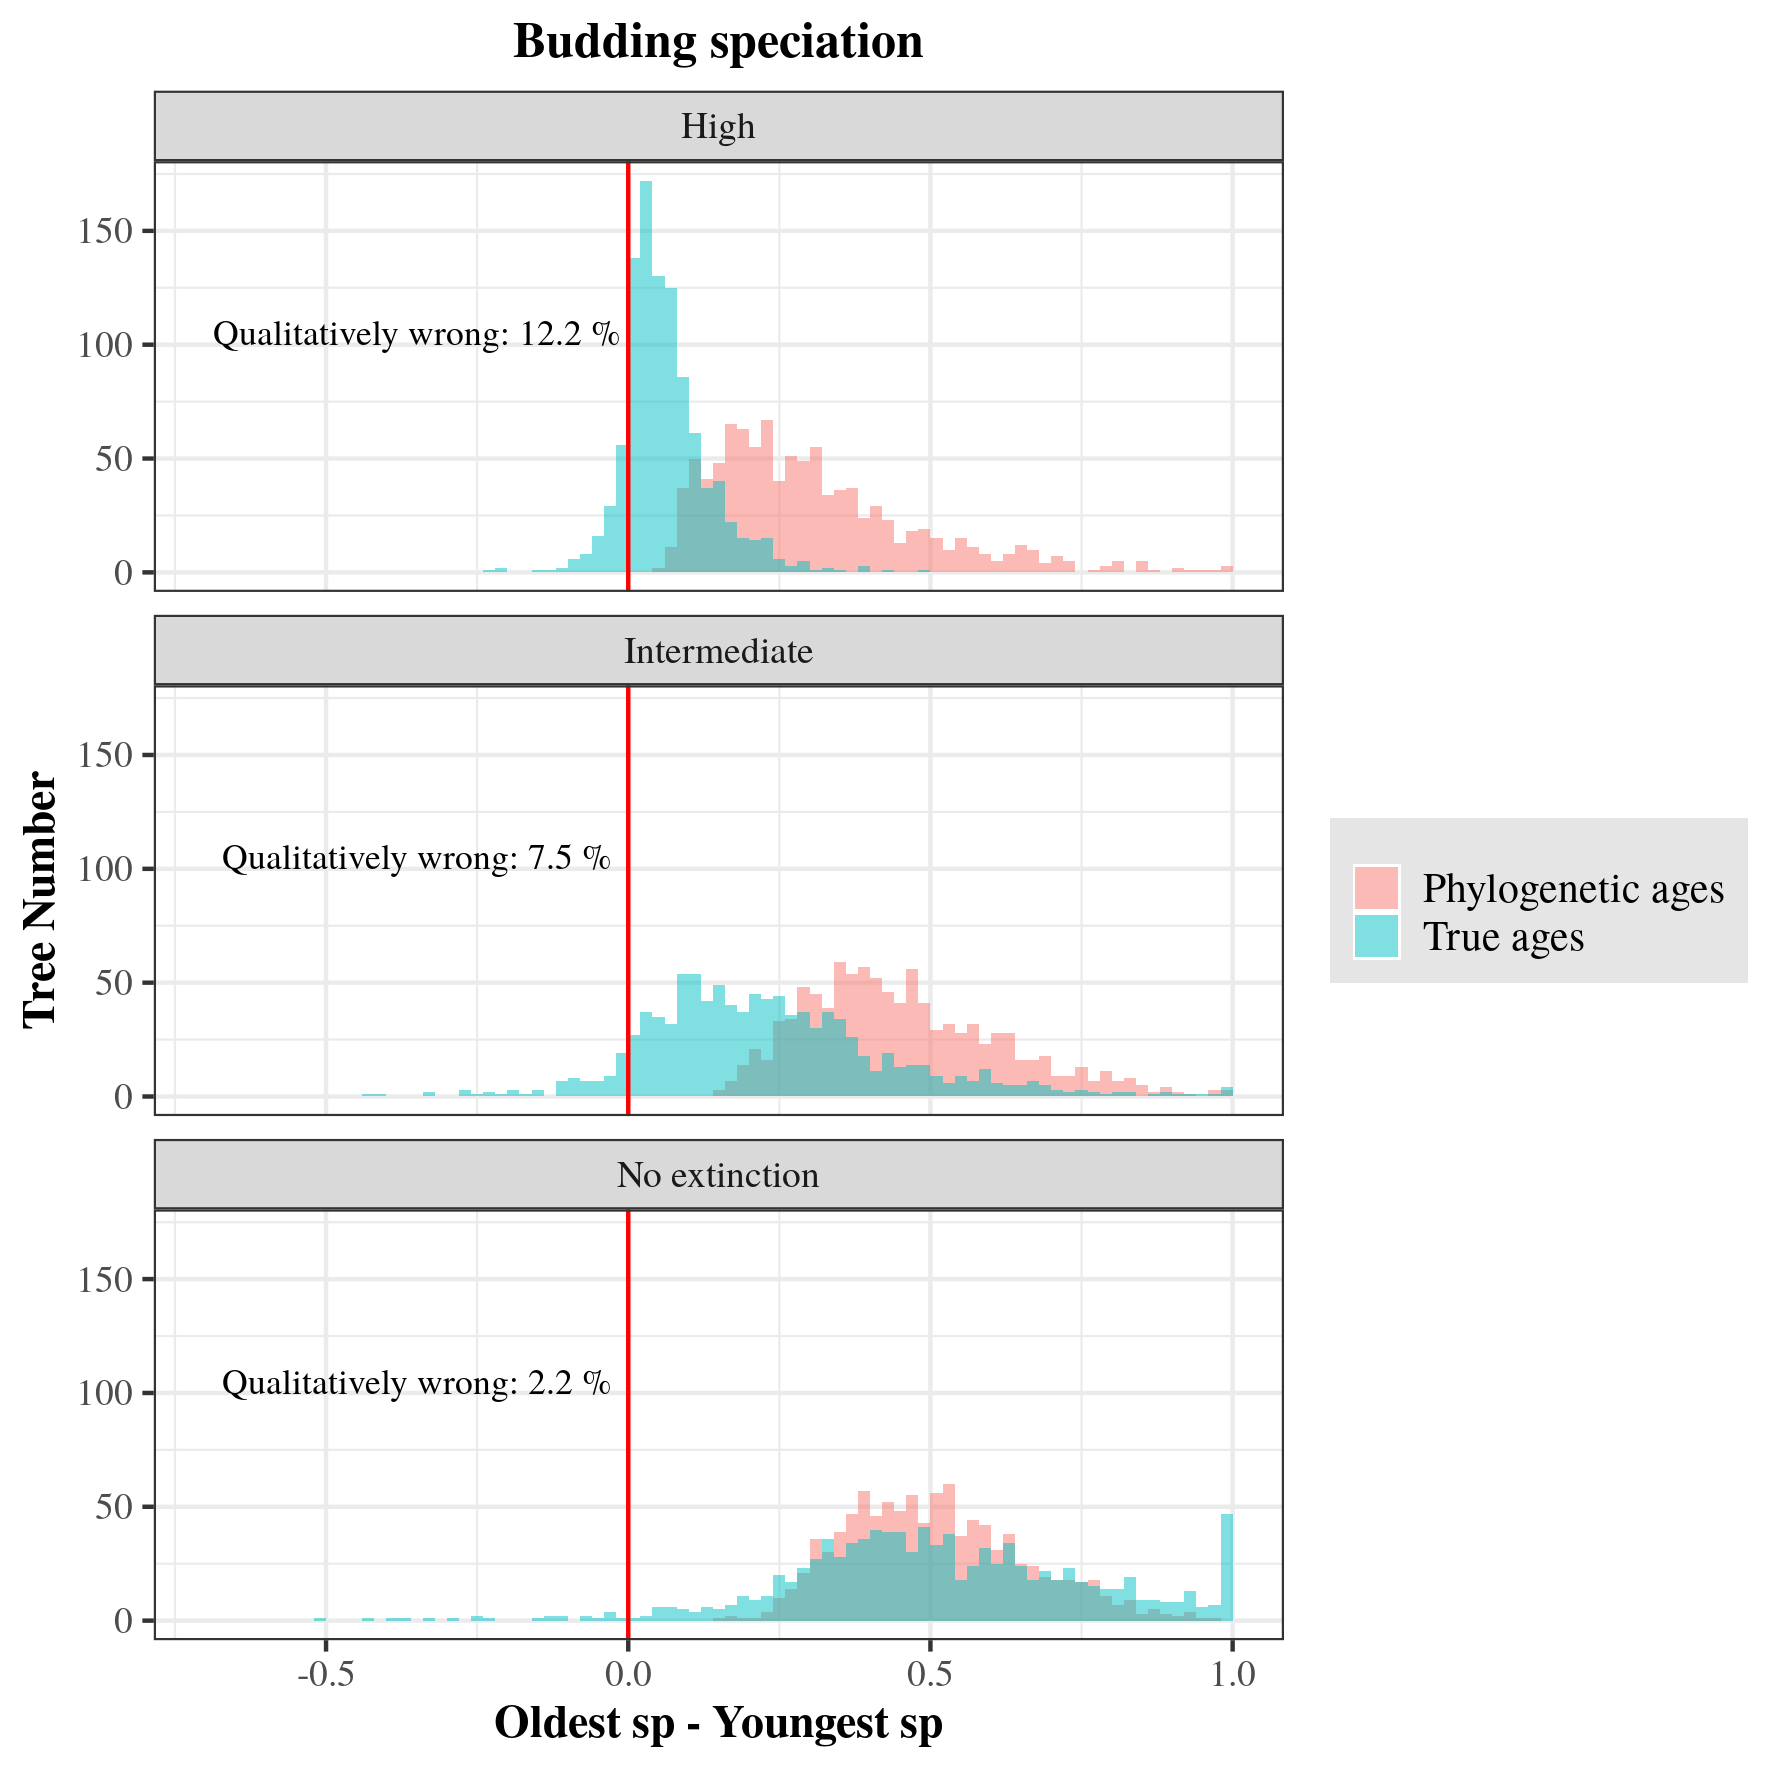 Budding speciation
High
150
100
50
0
Qualitatively wrong: 12.2 %
Intermediate
150
100
50
0
Qualitatively wrong: 7.5 %
No extinction
150
100
50
0
Qualitatively wrong: 2.2 %
-0.5 0.0 0.5 1.0
Oldest sp - Youngest sp
Tree Number
Phylogenetic ages
True ages